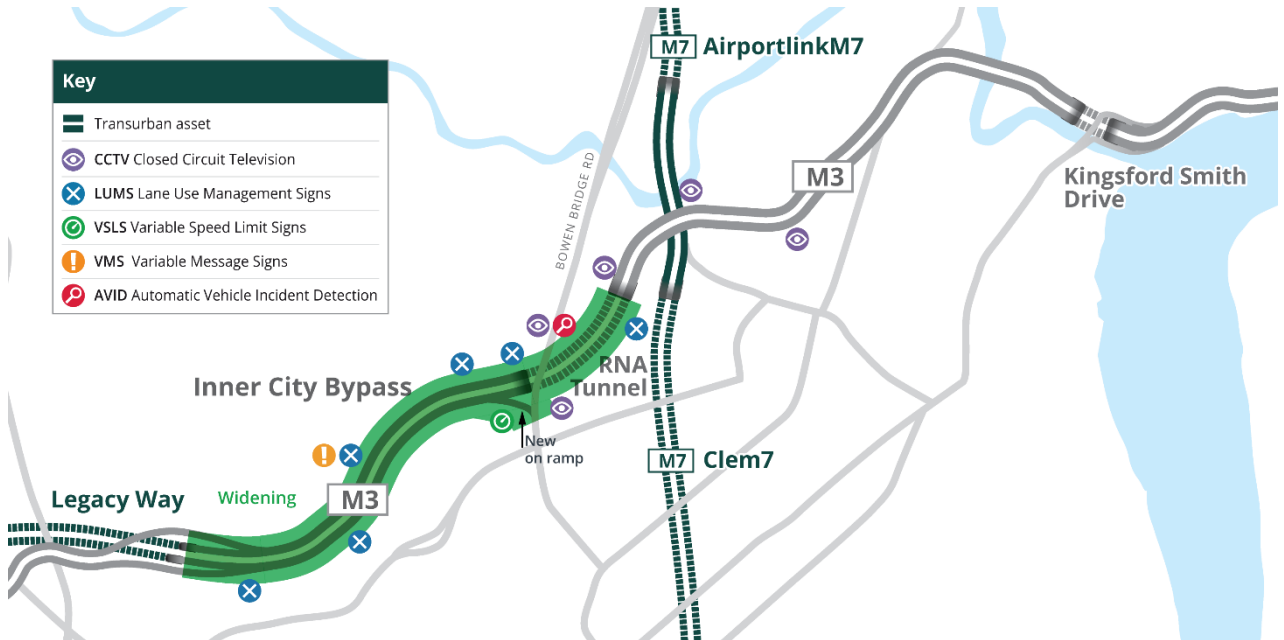 Key
Transurban asset
CCTV Closed Circuit Television
LUMS Lane Use Management Signs
VSLS Variable Speed Limit Signs
VMS Variable Message Signs
AVID Automatic Vehicle Incident Detection
M7 AirportlinkM7
M3
Kingsford Smith
Drive
BOWEN BRIDGE RD
Inner City Bypass
RNA
Tunnel
New
on ramp
M7 Clem7
Legacy Way
Widening
M3